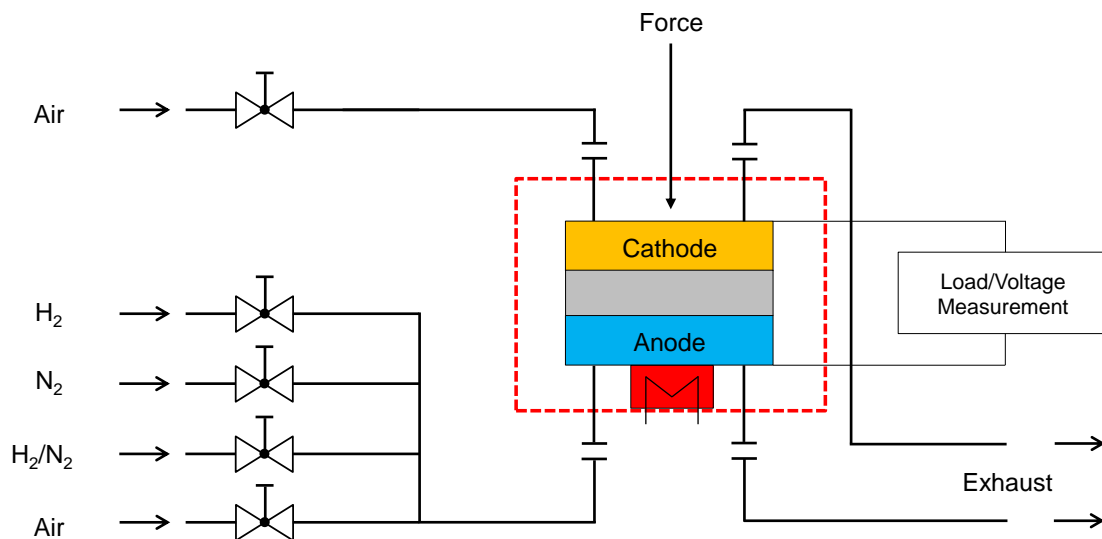 Force
Air
Cathode
Load/Voltage
Measurement
H₂
Anode
N₂
H₂/N₂
Exhaust
Air